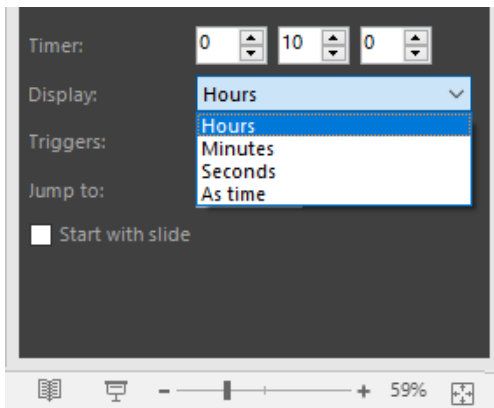 Timer: 0 10 0
Display: Hours
Hours
Triggers:
Minutes
Seconds
Jump to:
As time
Start with slide
- + 59%